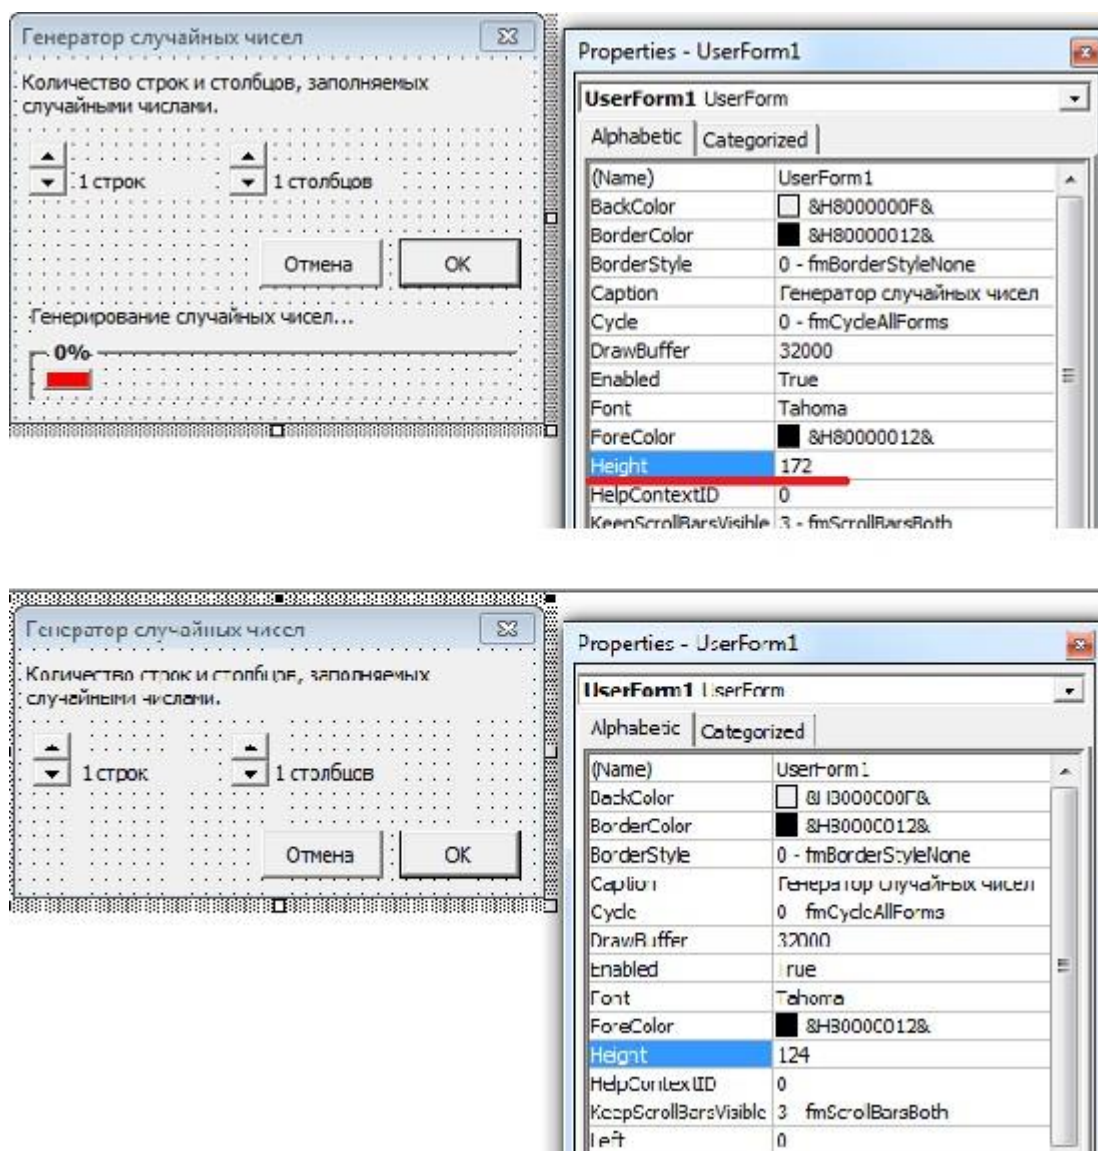 Генератор случайных чисел
Количество строк и столбцов, заполняемых
случайными числами.
1 строк
1 столбцов
Отмена
OK
Генерирование случайных чисел...
0%
Properties - UserForm1
UserForm1 UserForm
Alphabetic Categorized
(Name) UserForm1
BackColor &H8000000F&
BorderColor &H80000012&
BorderStyle 0 - fmBorderStyleNone
Caption Генератор случайных чисел
Cycle 0 - fmCycleAllForms
DrawBuffer 32000
Enabled True
Font Tahoma
ForeColor &H80000012&
Height 172
HelpContextID 0
KeepScrollBarsVisible 3 - fmScrollBarsBoth
Генератор случайных чисел
Количество строк и столбцов, заполняемых
случайными числами.
1 строк
1 столбцов
Отмена
OK
Properties - UserForm1
UserForm1 UserForm
Alphabetic Categorized
(Name) UserForm1
BackColor &H8000000F&
BorderColor &H80000012&
BorderStyle 0 - fmBorderStyleNone
Caption Генератор случайных чисел
Cycle 0 - fmCycleAllForms
DrawBuffer 32000
Enabled True
Font Tahoma
ForeColor &H80000012&
Height 124
HelpContextID 0
KeepScrollBarsVisible 3 - fmScrollBarsBoth
Left 0